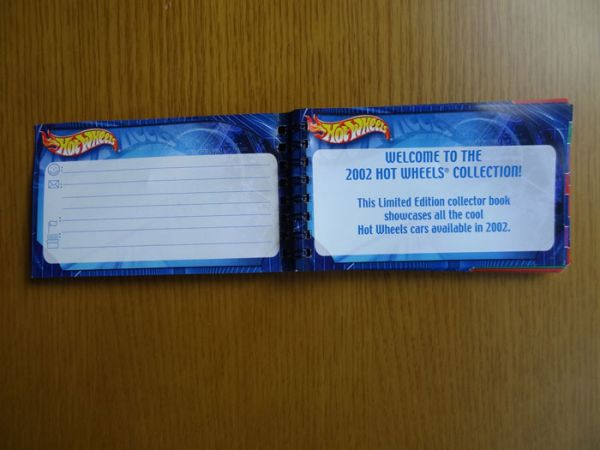 Hot Wheels
Hot Wheels
WELCOME TO THE
2002 HOT WHEELS® COLLECTION!
This Limited Edition collector book
showcases all the cool
Hot Wheels cars available in 2002.